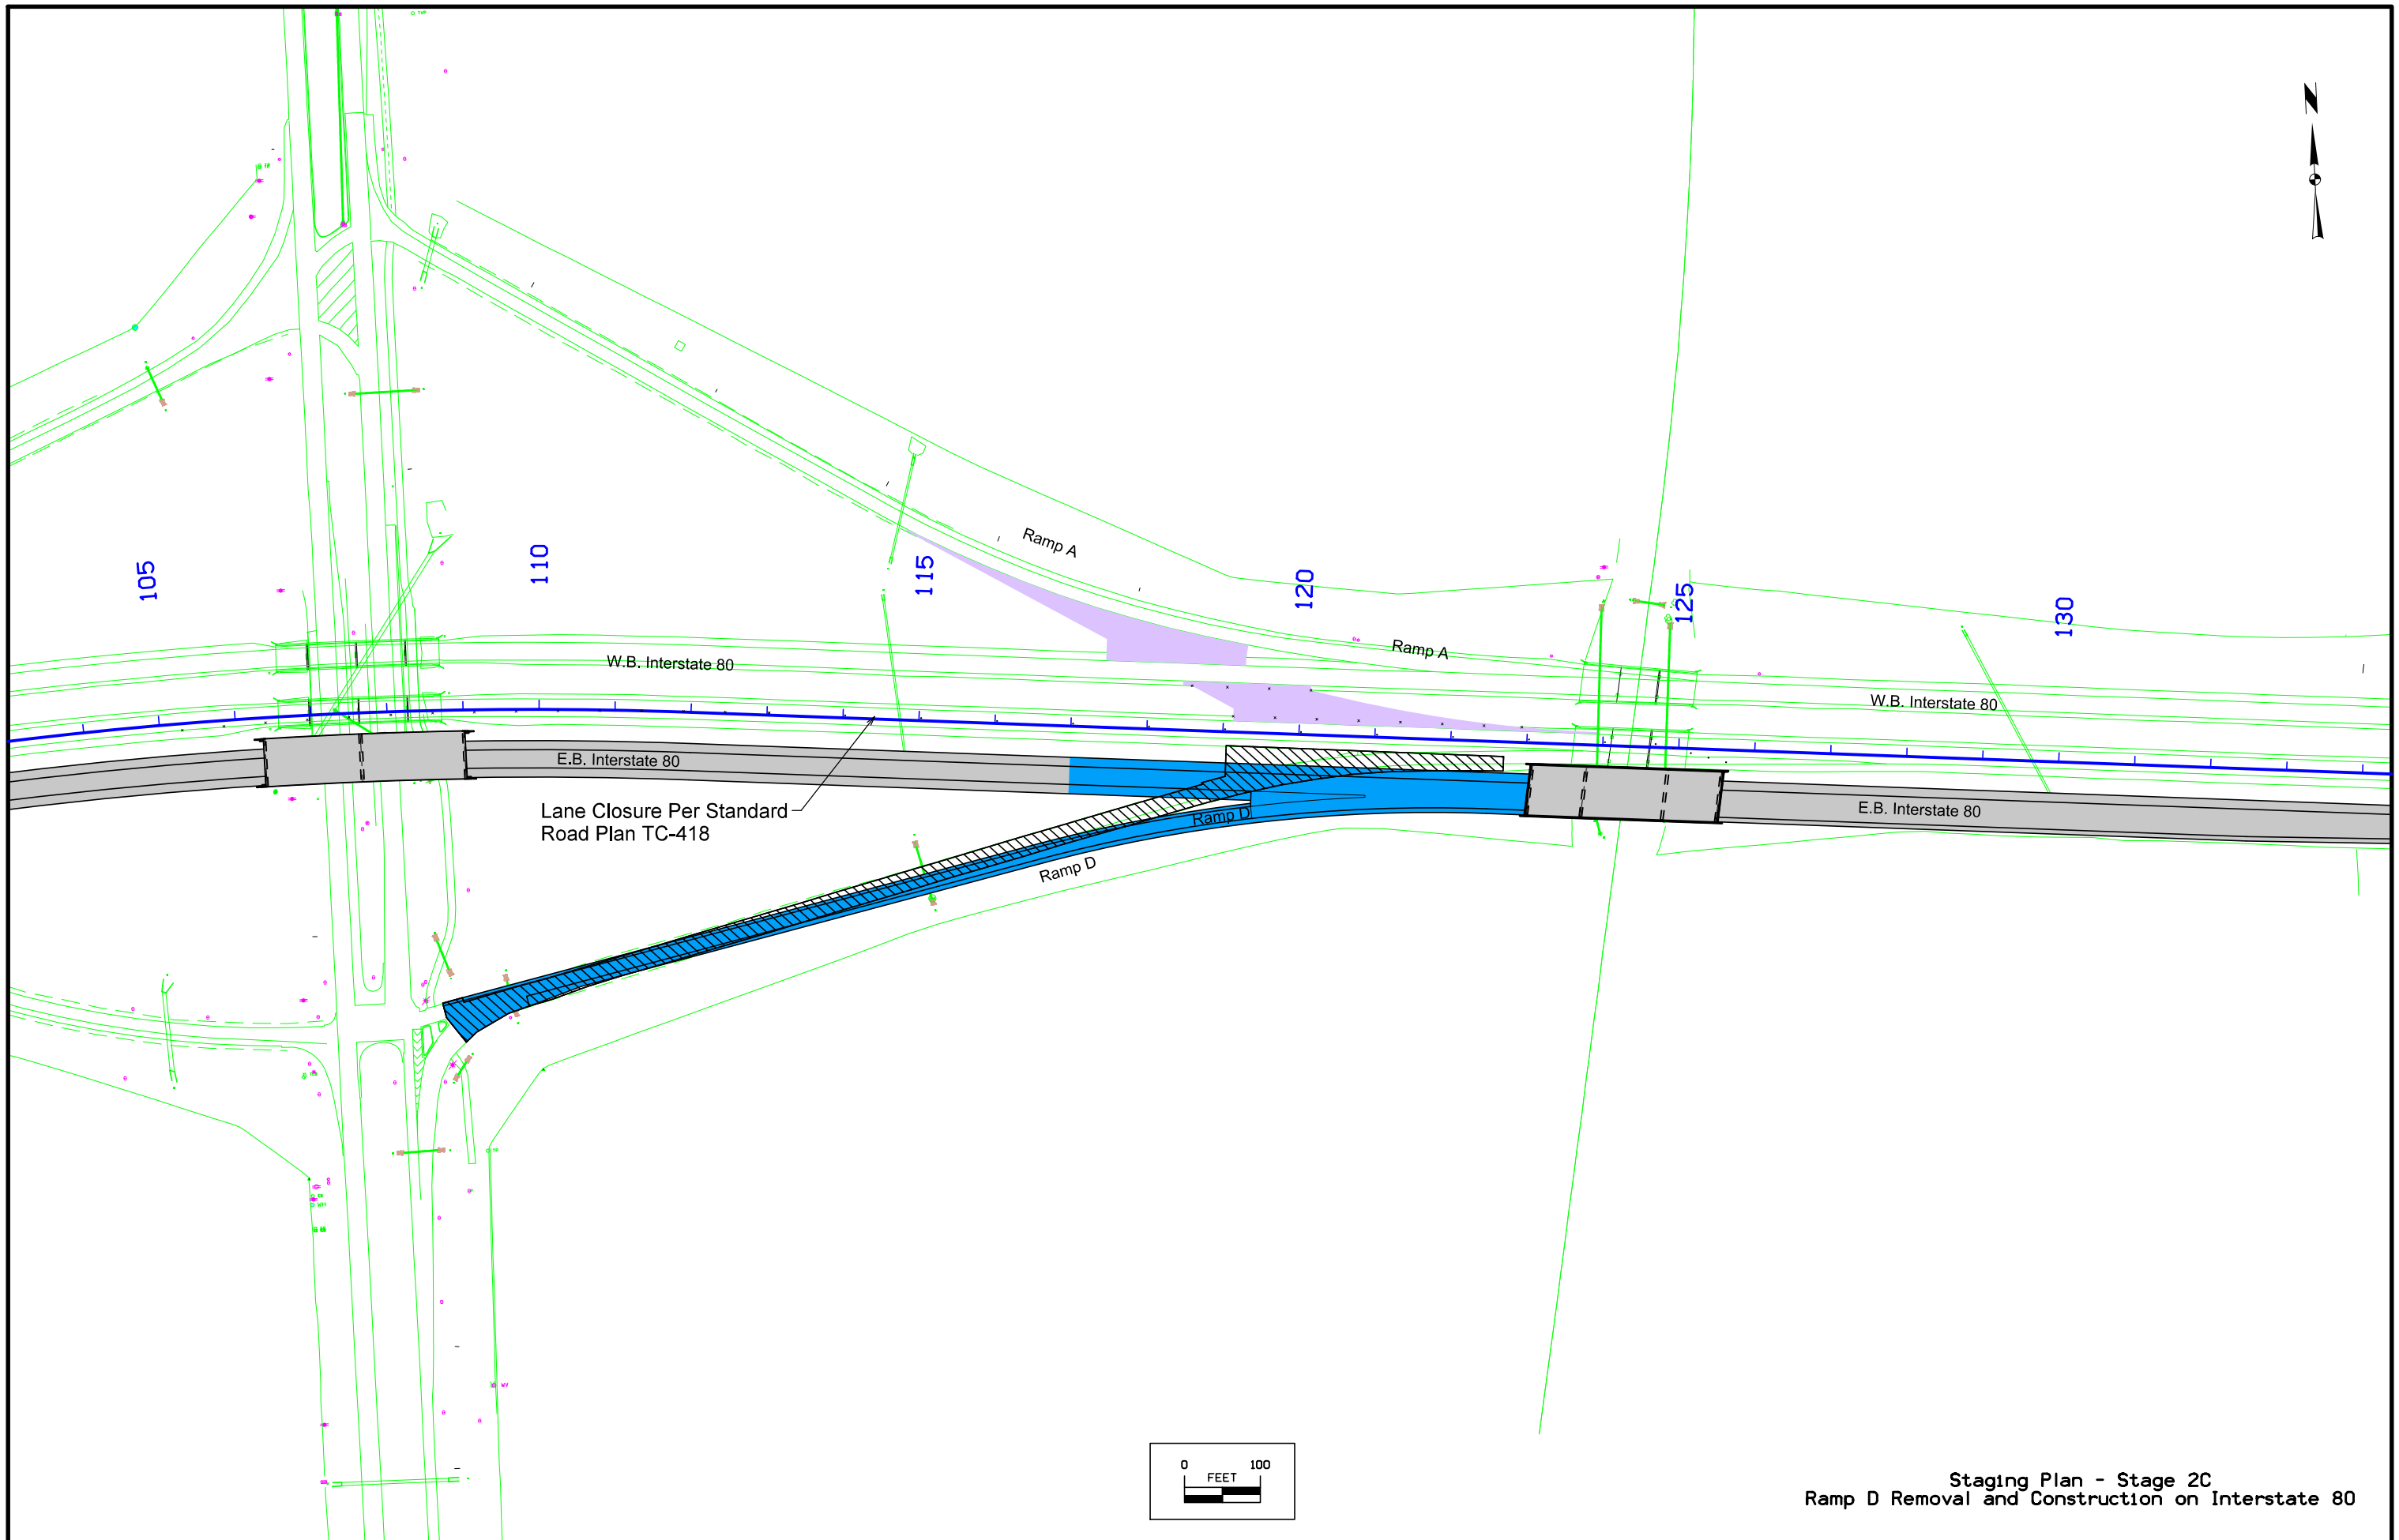 N
Ramp A
105
110
115
120
125
130
Ramp A
W.B. Interstate 80
W.B. Interstate 80
E.B. Interstate 80
E.B. Interstate 80
Lane Closure Per Standard
Road Plan TC-418
Ramp D
Ramp D
0 100
FEET
Staging Plan - Stage 2C
Ramp D Removal and Construction on Interstate 80